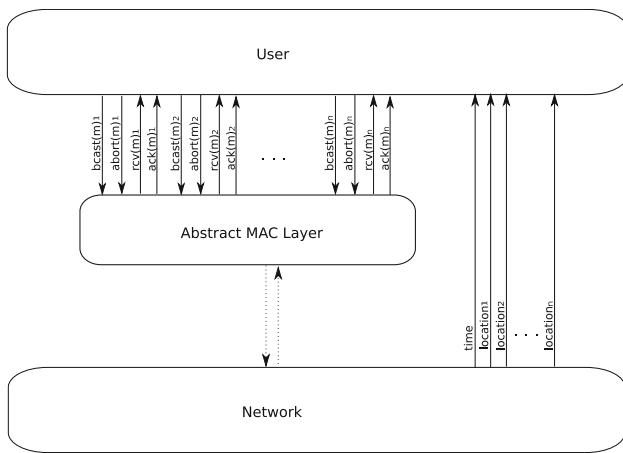 User
bcast(m)₁
abort(m)₁
rcv(m)₁
ack(m)₁
bcast(m)₂
abort(m)₂
rcv(m)₂
ack(m)₂
. . .
bcast(m)ₙ
abort(m)ₙ
rcv(m)ₙ
ack(m)ₙ
Abstract MAC Layer
time
location₁
location₂
. . .
locationₙ
Network